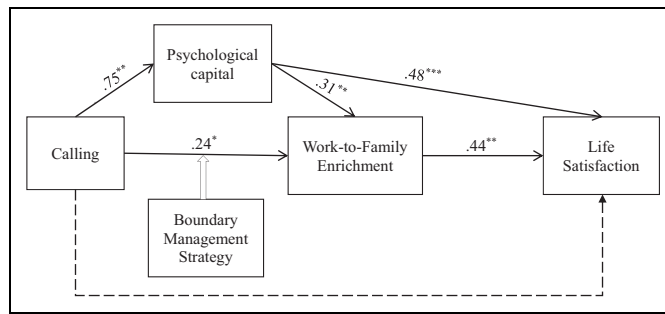 Psychological
capital
.75**
.31**
.48***
Calling
.24*
Work-to-Family
Enrichment
.44**
Life
Satisfaction
Boundary
Management
Strategy